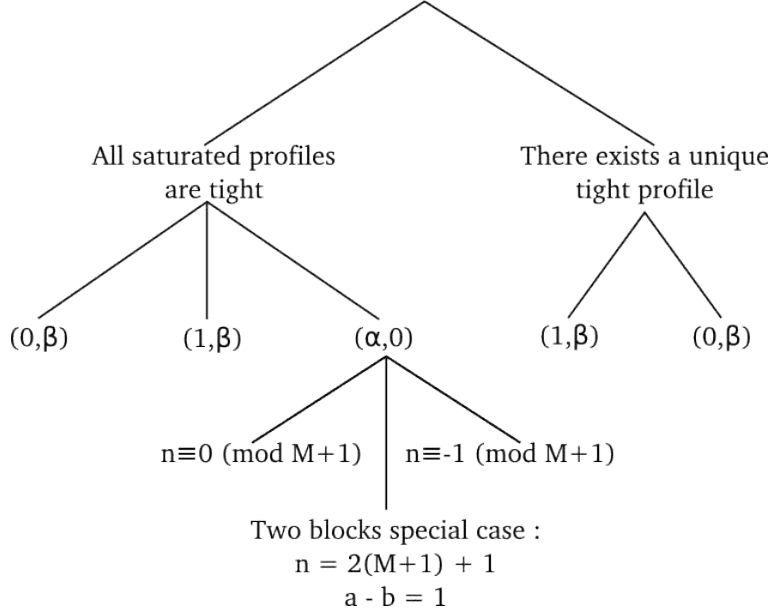 All saturated profiles
are tight
There exists a unique
tight profile
(0,β)
(1,β)
(α,0)
(1,β)
(0,β)
n≡0 (mod M+1)
n≡-1 (mod M+1)
Two blocks special case :
n = 2(M+1) + 1
a - b = 1